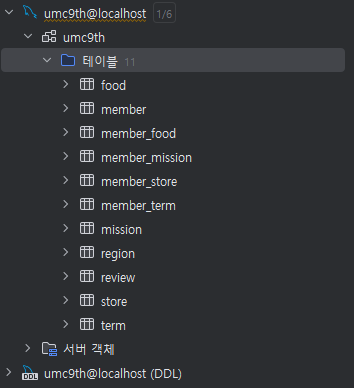 umc9th@localhost 1/6
umc9th
테이블 11
food
member
member_food
member_mission
member_store
member_term
mission
region
review
store
term
서버 객체
DDL umc9th@localhost (DDL)